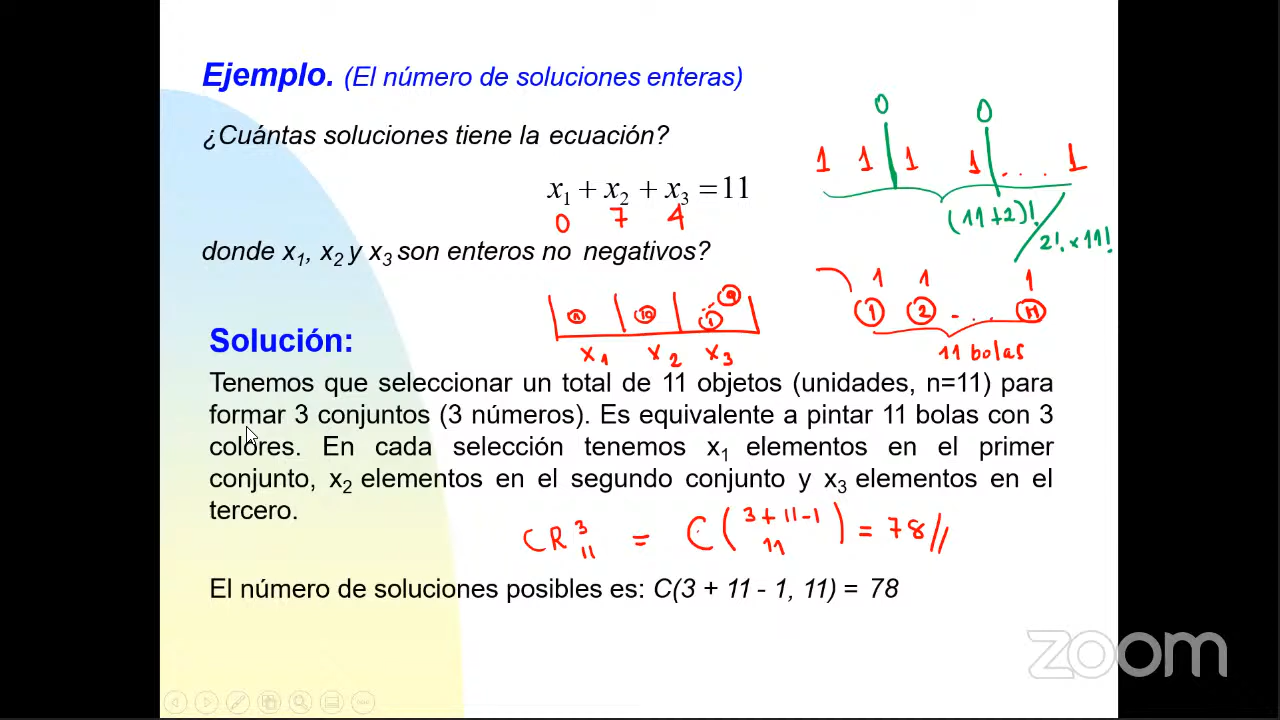 Ejemplo. (El número de soluciones enteras)
¿Cuántas soluciones tiene la ecuación?
x₁ + x₂ + x₃ = 11
0 7 4
donde x₁, x₂ y x₃ son enteros no negativos?
0 0
1 1 1 1 . . . . 1
(11+2)! / 2! × 11!
1 1 1
1 2 . . . 11
11 bolas
11 10 1 9
x₁ x₂ x₃
Solución:
Tenemos que seleccionar un total de 11 objetos (unidades, n=11) para
formar 3 conjuntos (3 números). Es equivalente a pintar 11 bolas con 3
colores. En cada selección tenemos x₁ elementos en el primer
conjunto, x₂ elementos en el segundo conjunto y x₃ elementos en el
tercero.
CR³₁₁ = C(3+11-1 11) = 78//
El número de soluciones posibles es: C(3 + 11 - 1, 11) = 78
zoom